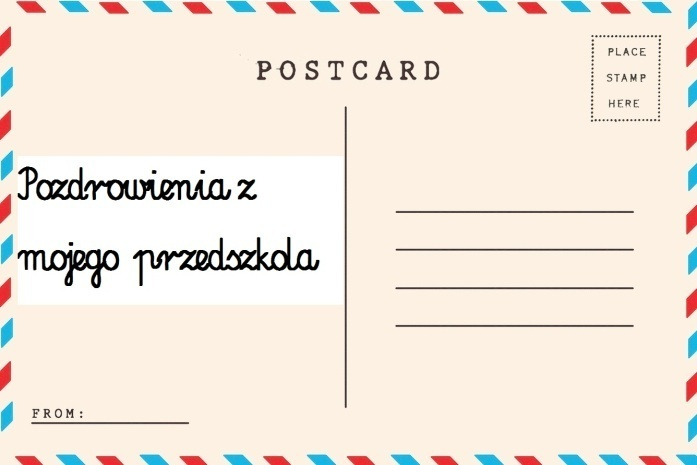 POSTCARD
PLACE
STAMP
HERE
Pozdrowienia z
mojego przedszkola
FROM: